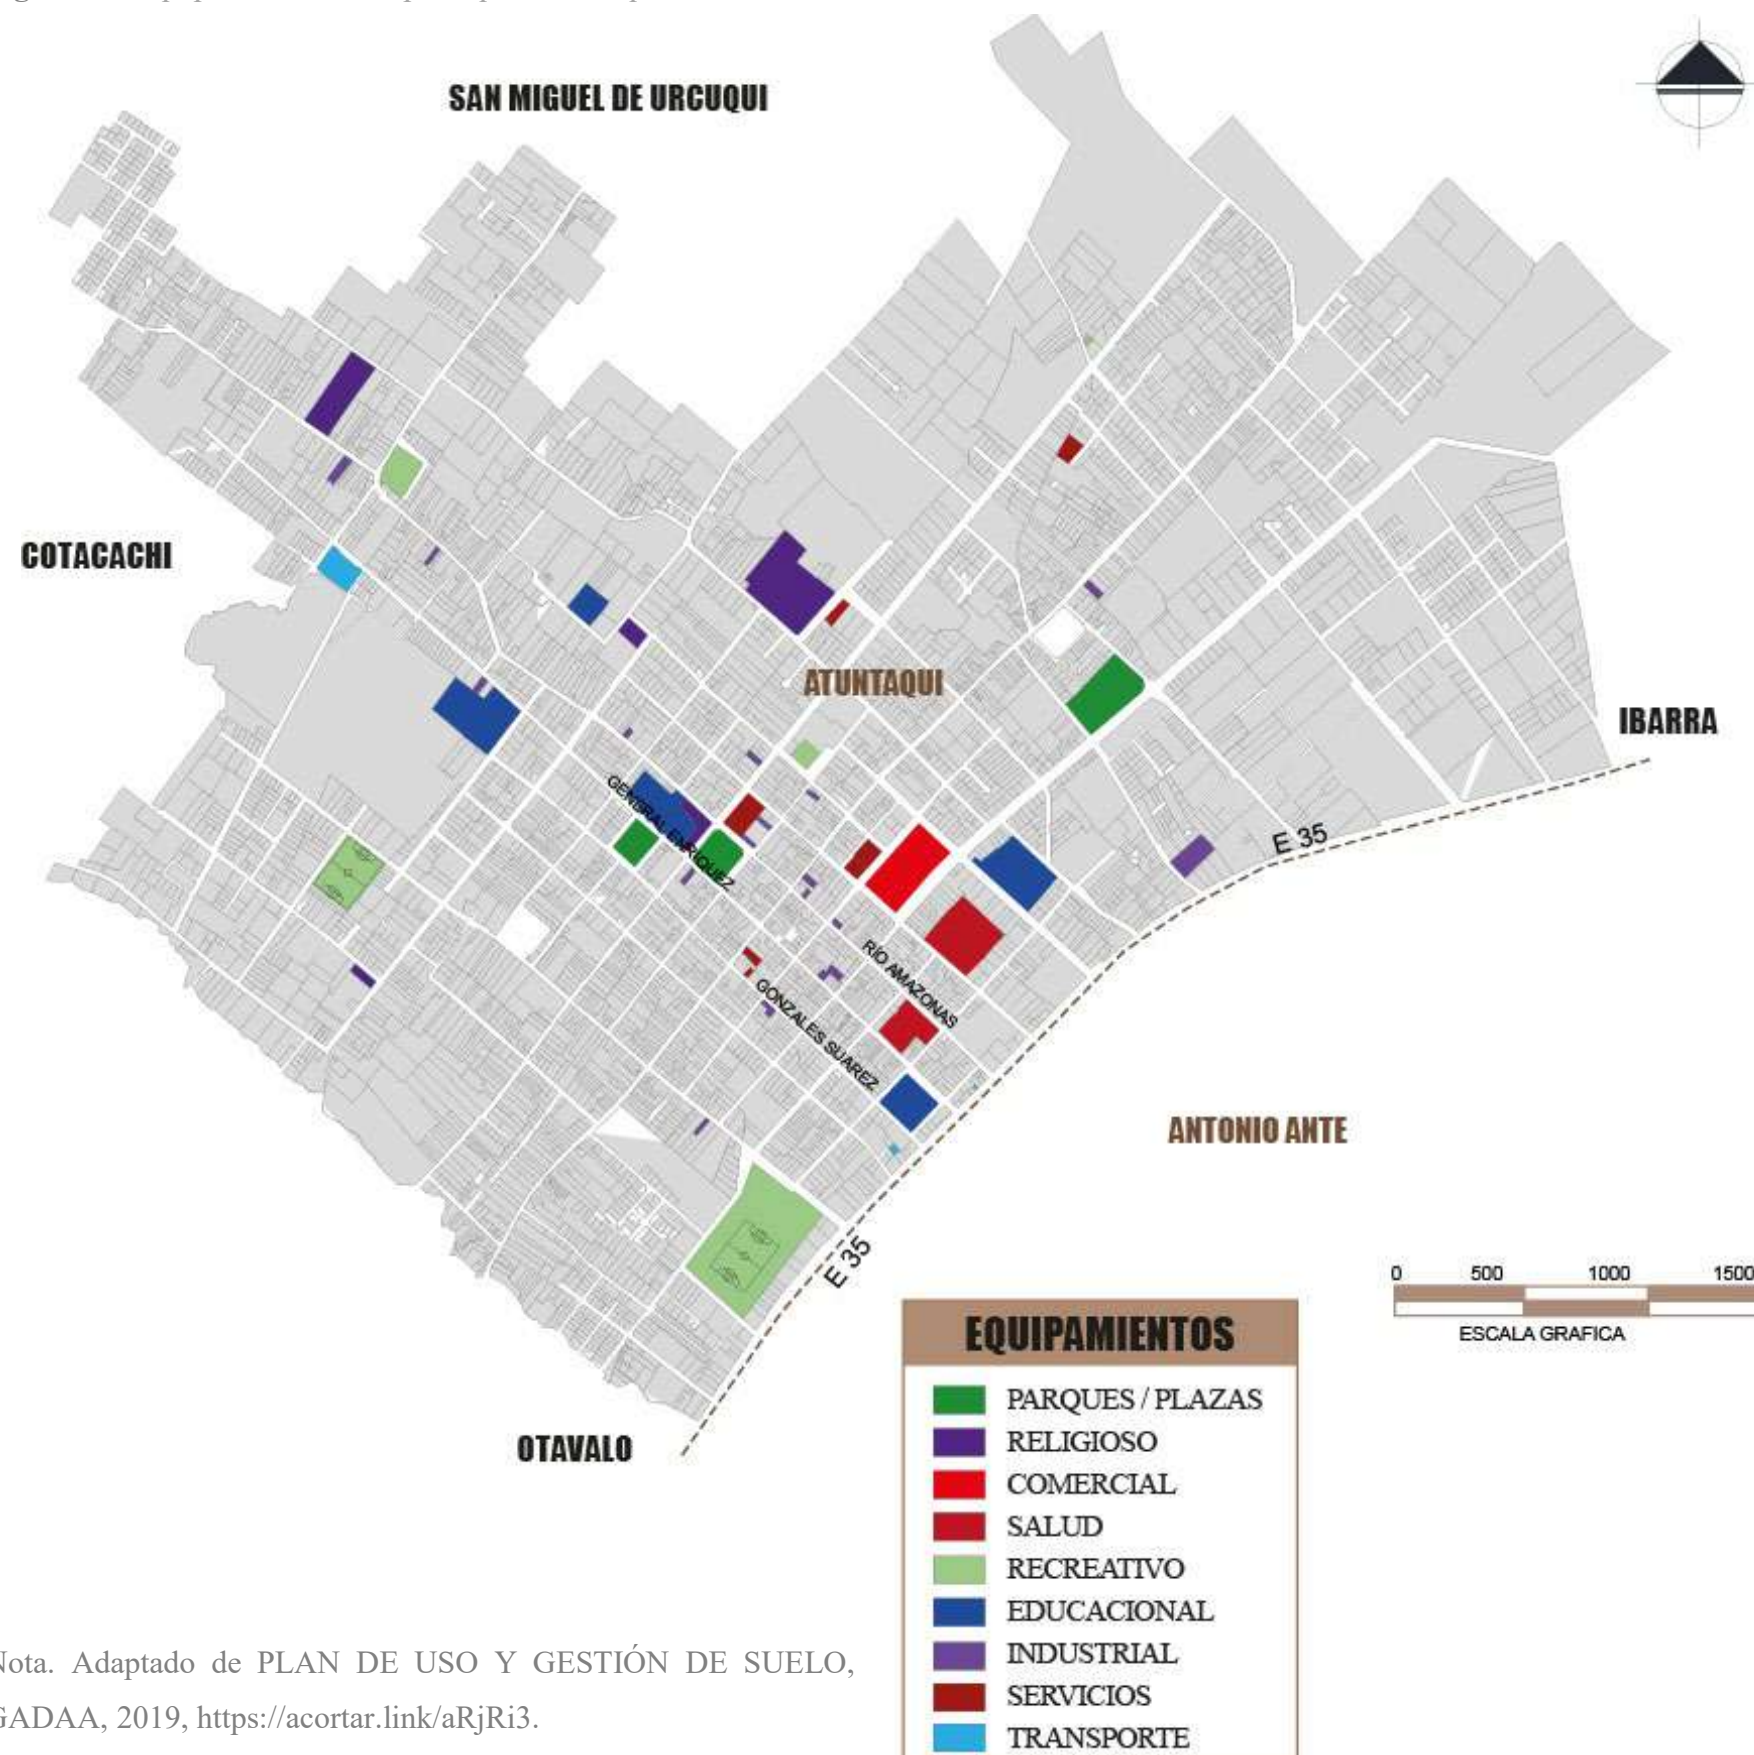 SAN MIGUEL DE URCUQUI
COTACACHI
ATUNTAQUI
IBARRA
GENERAL ENRIQUEZ
E 35
RÍO AMAZONAS
GONZALES SUAREZ
ANTONIO ANTE
E 35
0 500 1000 1500
ESCALA GRAFICA
OTAVALO
EQUIPAMIENTOS
PARQUES / PLAZAS
RELIGIOSO
COMERCIAL
SALUD
RECREATIVO
EDUCACIONAL
INDUSTRIAL
SERVICIOS
TRANSPORTE
Nota. Adaptado de PLAN DE USO Y GESTIÓN DE SUELO,
GADAA, 2019, https://acortar.link/aRjRi3.